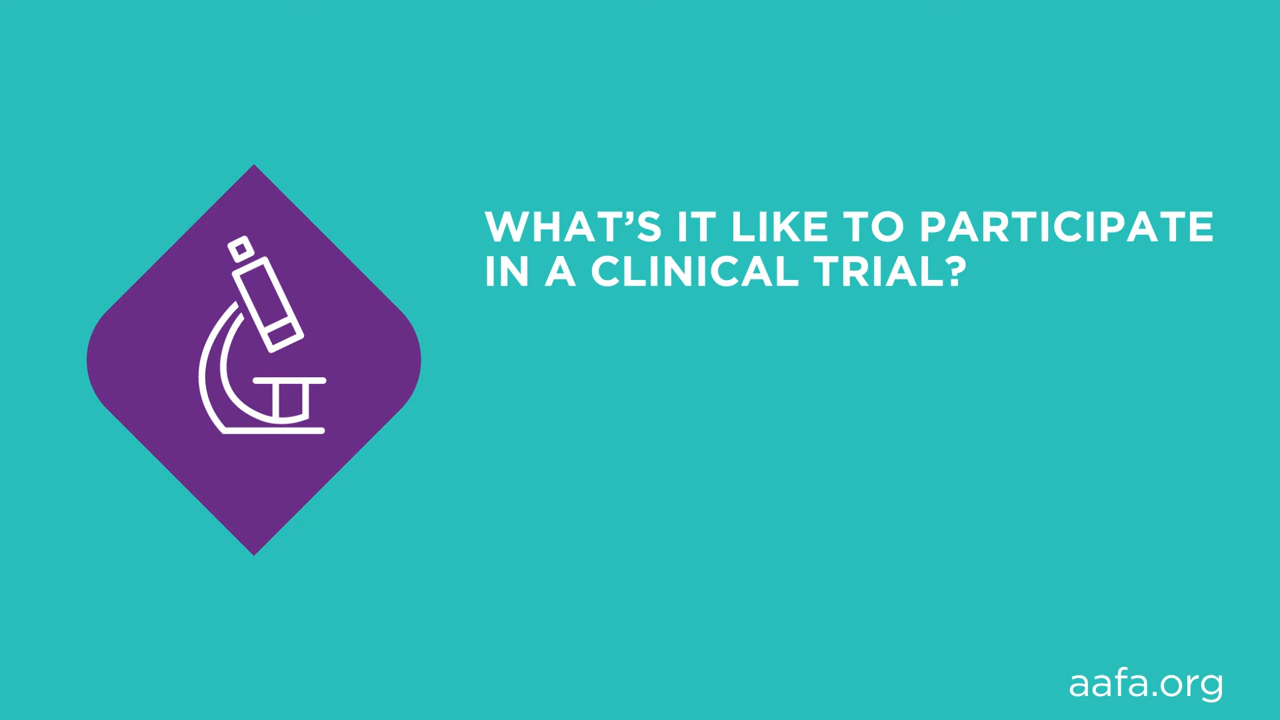 WHAT’S IT LIKE TO PARTICIPATE
IN A CLINICAL TRIAL?
aafa.org